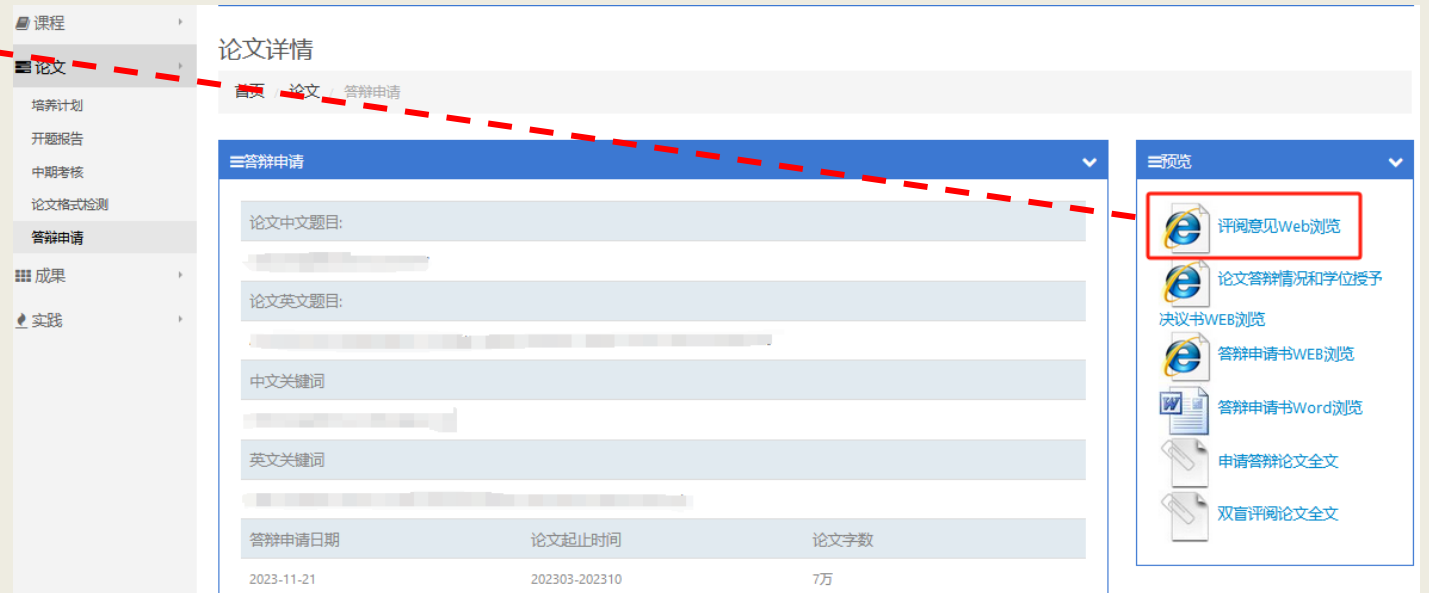 课程
论文
培养计划
开题报告
中期考核
论文格式检测
答辩申请
成果
实践
论文详情
首页 / 论文 / 答辩申请
答辩申请
论文中文题目:
论文英文题目:
中文关键词
英文关键词
答辩申请日期 论文起止时间 论文字数
2023-11-21 202303-202310 7万
预览
评阅意见Web浏览
论文答辩情况和学位授予
决议书WEB浏览
答辩申请书WEB浏览
答辩申请书Word浏览
申请答辩论文全文
双盲评阅论文全文